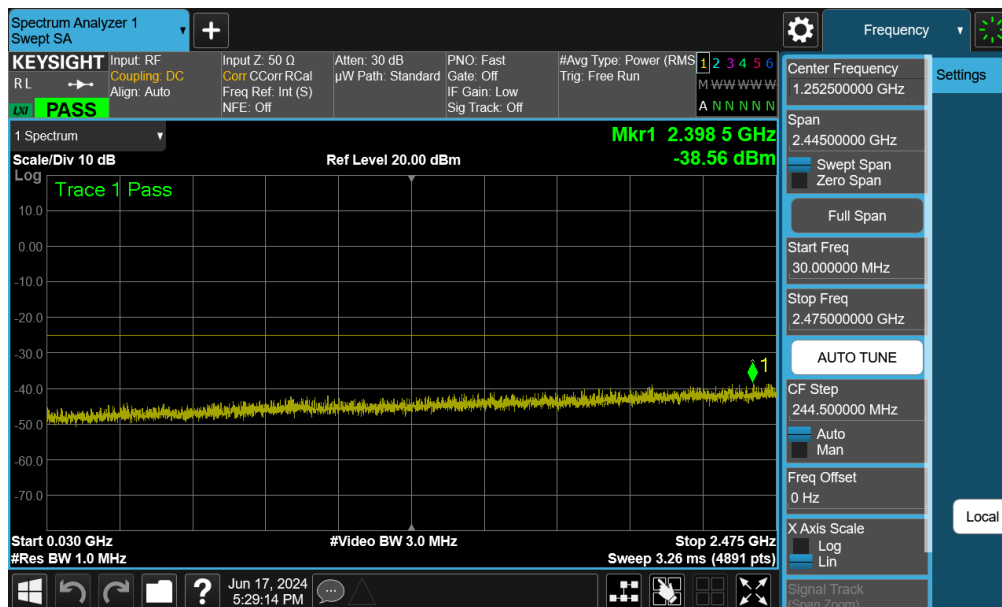 Spectrum Analyzer 1
Swept SA
+
Frequency
KEYSIGHT
RL
LXI
PASS
Input: RF
Coupling: DC
Align: Auto
Input Z: 50 Ω
Corr CCorr RCal
Freq Ref: Int (S)
NFE: Off
Atten: 30 dB
µW Path: Standard
PNO: Fast
Gate: Off
IF Gain: Low
Sig Track: Off
#Avg Type: Power (RMS
Trig: Free Run
1 2 3 4 5 6
M W W W W W
A N N N N N
1 Spectrum
Mkr1 2.398 5 GHz
Scale/Div 10 dB
Ref Level 20.00 dBm
-38.56 dBm
Log
Trace 1 Pass
10.0
0.00
-10.0
-20.0
-30.0
1
-40.0
-50.0
-60.0
-70.0
Start 0.030 GHz
#Video BW 3.0 MHz
Stop 2.475 GHz
#Res BW 1.0 MHz
Sweep 3.26 ms (4891 pts)
?
Jun 17, 2024
5:29:14 PM
Center Frequency
1.252500000 GHz
Settings
Span
2.44500000 GHz
Swept Span
Zero Span
Full Span
Start Freq
30.000000 MHz
Stop Freq
2.475000000 GHz
AUTO TUNE
CF Step
244.500000 MHz
Auto
Man
Freq Offset
0 Hz
Local
X Axis Scale
Log
Lin
Signal Track
(Span Zoom)